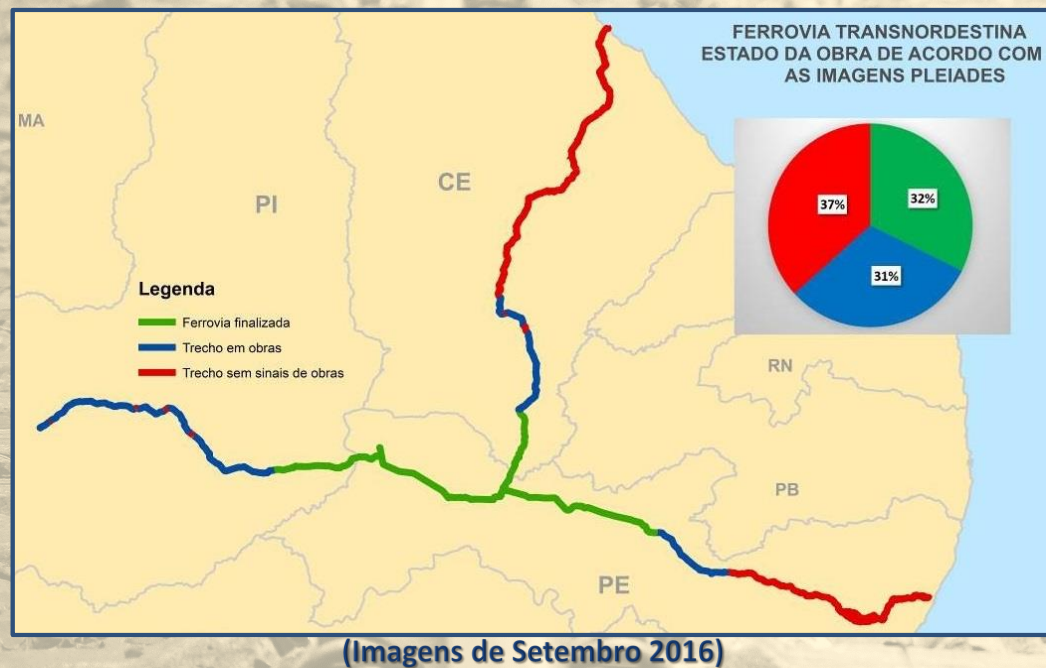 FERROVIA TRANSNORDESTINA
ESTADO DA OBRA DE ACORDO COM
AS IMAGENS PLEIADES
MA
PI
CE
37%
32%
31%
Legenda
Ferrovia finalizada
Trecho em obras
Trecho sem sinais de obras
RN
PB
PE
(Imagens de Setembro 2016)